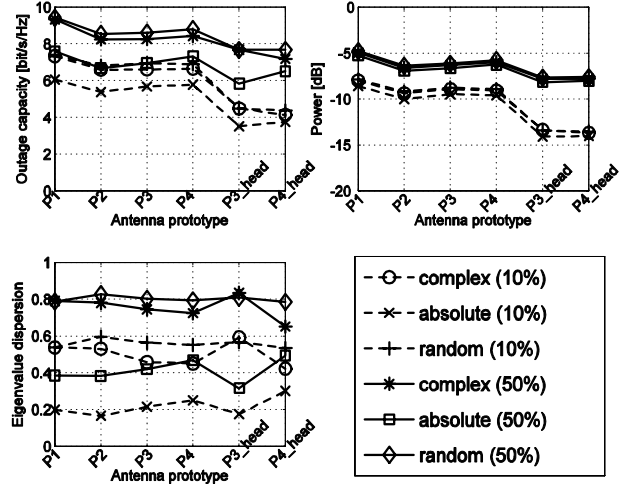 Outage capacity [bit/s/Hz]
10
8
6
4
2
0
P1
P2
P3
P4
P3_head
P4_head
Antenna prototype
Power [dB]
0
-5
-10
-15
-20
P1
P2
P3
P4
P3_head
P4_head
Antenna prototype
Eigenvalue dispersion
1
0.8
0.6
0.4
0.2
0
P1
P2
P3
P4
P3_head
P4_head
Antenna prototype
complex (10%)
absolute (10%)
random (10%)
complex (50%)
absolute (50%)
random (50%)